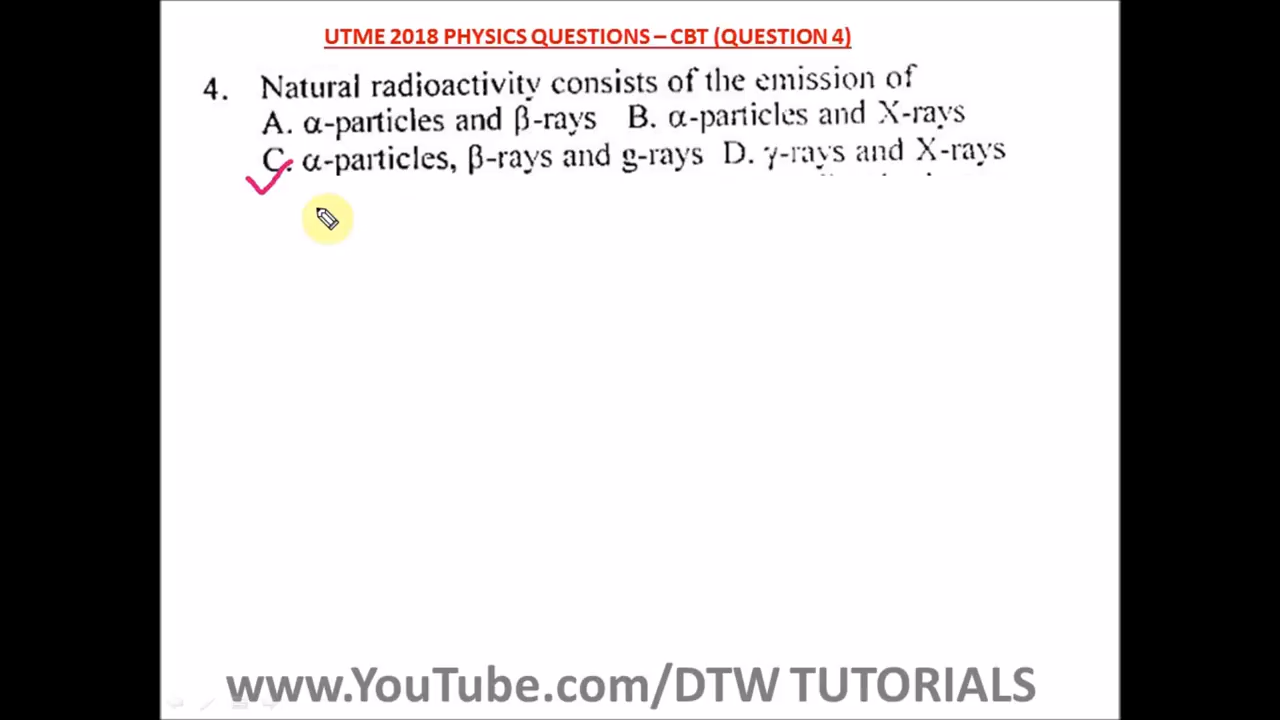 UTME 2018 PHYSICS QUESTIONS – CBT (QUESTION 4)
4. Natural radioactivity consists of the emission of
A. α-particles and β-rays B. α-particles and X-rays
C. α-particles, β-rays and g-rays D. γ-rays and X-rays
www.YouTube.com/DTW TUTORIALS